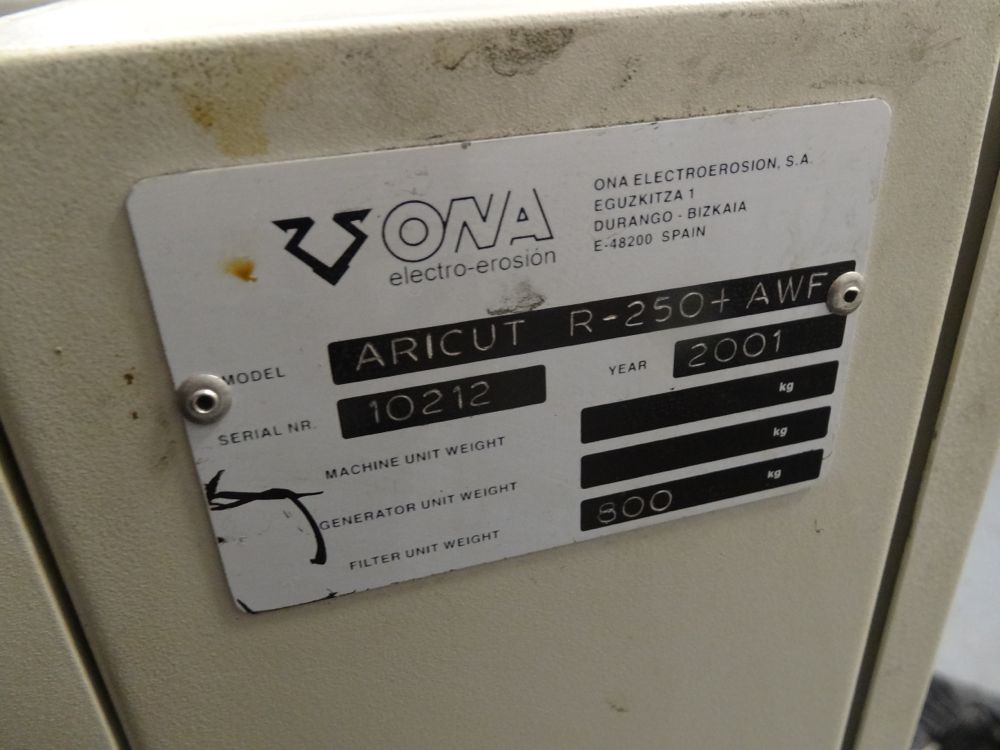 ONA
electro-erosión
ONA ELECTROEROSION, S.A.
EGUZKITZA 1
DURANGO - BIZKAIA
E-48200 SPAIN
MODEL ARICUT R-250+ AWF
SERIAL NR. 10212 YEAR 2001
MACHINE UNIT WEIGHT kg
GENERATOR UNIT WEIGHT kg
FILTER UNIT WEIGHT 800 kg